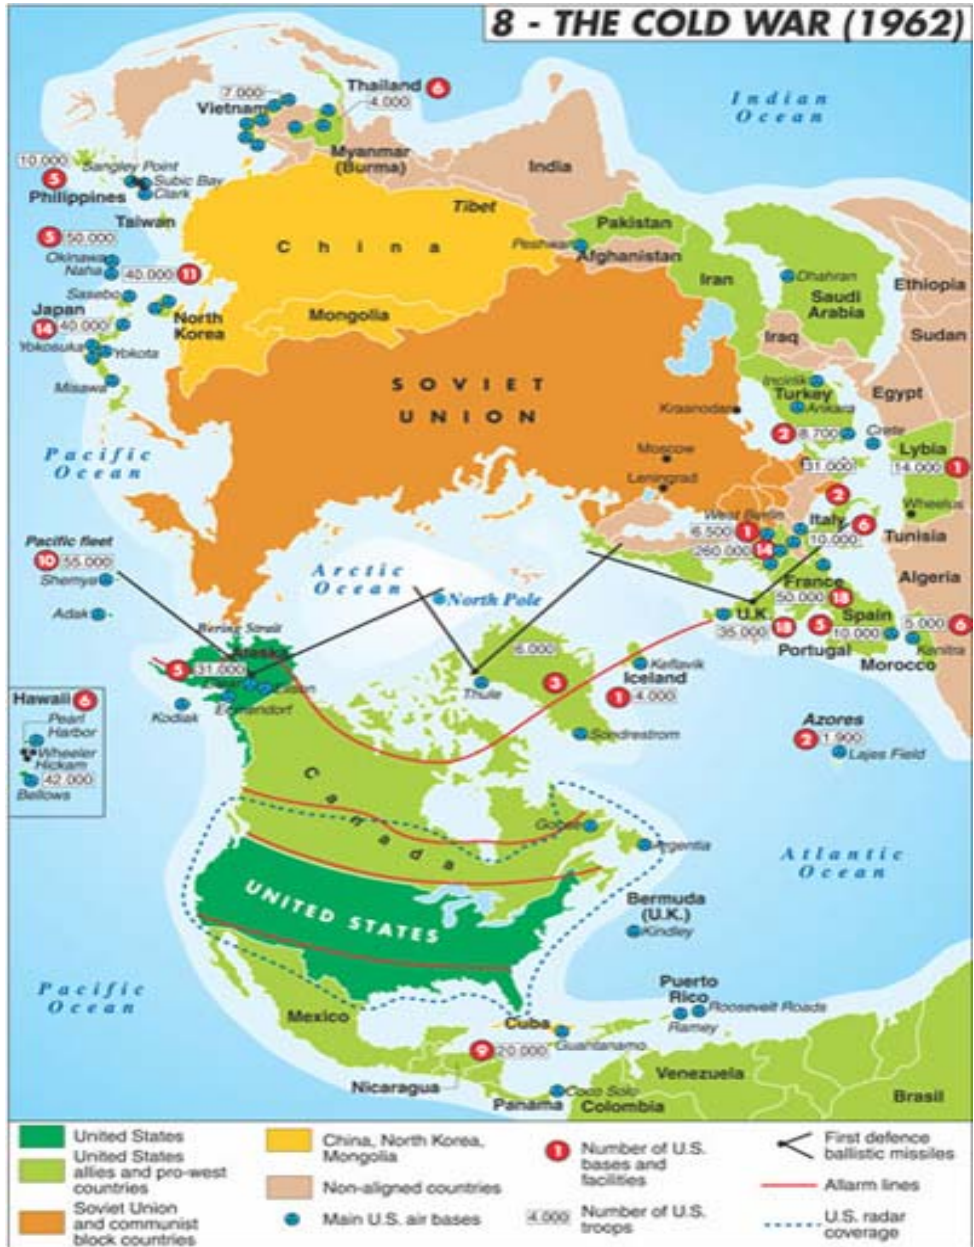 8 - THE COLD WAR (1962)
Indian
Ocean
Thailand 6
7.000
4.000
Vietnam
Myanmar
(Burma)
India
10.000
5
Sangley Point
Subic Bay
Clark
Philippines
Taiwan
Tibet
China
Pakistan
Peshwar
Afghanistan
Iran
5 50.000
Okinawa
Naha
40.000 11
Dhahran
Saudi
Arabia
Ethiopia
Sasebo
Japan
14 40.000
North
Korea
Mongolia
Iraq
Sudan
Yokosuka
Yokota
Misawa
SOVIET
UNION
Incirlik
Turkey
Ankara
Egypt
Krasnodar
Crete
2 8.700
Lybia
14.000 1
Pacific
Ocean
Moscow
Leningrad
31.000
2
Wheelus
West Berlin
6.500 1
Italy 6
10.000
260.000 14
Tunisia
Pacific fleet
10 55.000
Shemya
Adak
Arctic
Ocean
North Pole
France
50.000 18
Algeria
U.K.
35.000 18
5
Portugal
Spain
10.000
5.000 6
Kenitra
Morocco
Bering Strait
Alaska
5 31.000
Kodiak
6.000
Thule
3
Keflavik
Iceland
1 4.000
Sondrestrom
Azores
2 1.900
Lajes Field
Hawaii 6
Pearl
Harbor
Wheeler
Hickam
42.000
Bellows
Canada
Argentia
Atlantic
Ocean
UNITED STATES
Bermuda
(U.K.)
Kindley
Pacific
Ocean
Mexico
Puerto
Rico
Roosevelt Roads
Ramey
Cuba
Guantanamo
9 20.000
Nicaragua
Coco Solo
Panama
Colombia
Venezuela
Brasil
United States
United States
allies and pro-west
countries
Soviet Union
and communist
block countries
China, North Korea,
Mongolia
Non-aligned countries
Main U.S. air bases
1 Number of U.S.
bases and
facilities
4.000 Number of U.S.
troops
First defence
ballistic missiles
Allarm lines
U.S. radar
coverage